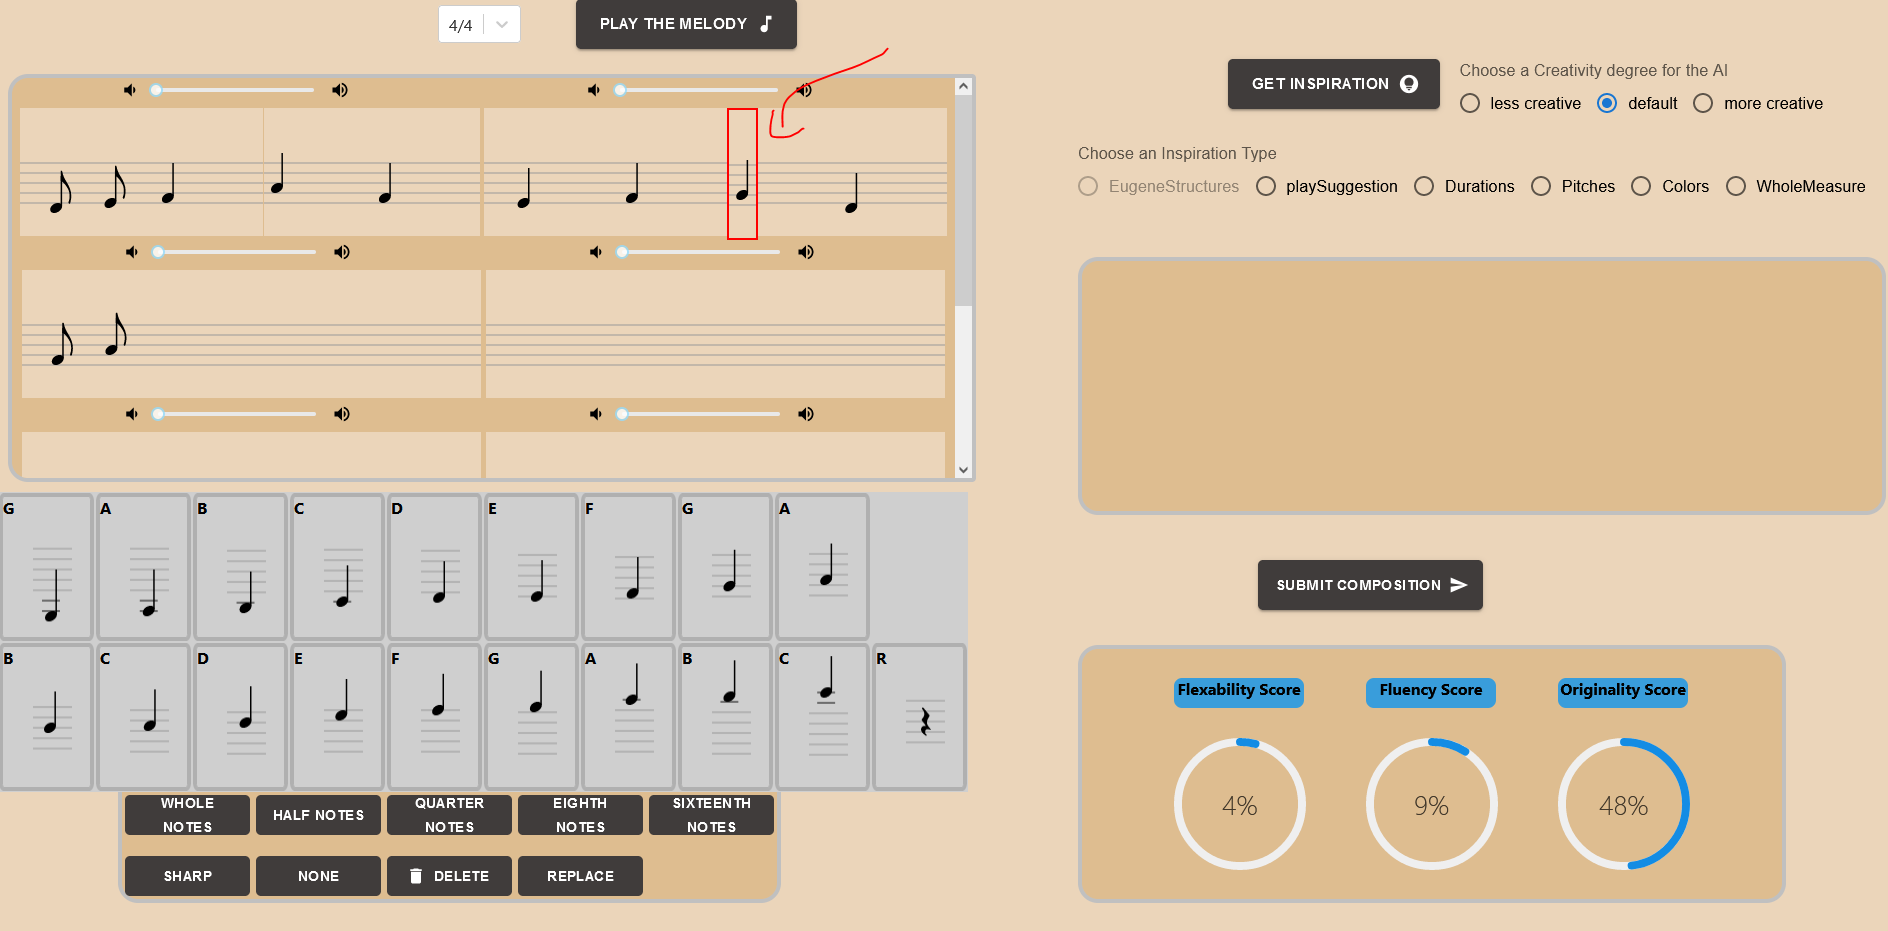 4/4
PLAY THE MELODY
GET INSPIRATION
Choose a Creativity degree for the AI
less creative default more creative
Choose an Inspiration Type
EugeneStructures playSuggestion Durations Pitches Colors WholeMeasure
G A B C D E F G A
B C D E F G A B C R
WHOLE NOTES
HALF NOTES
QUARTER NOTES
EIGHTH NOTES
SIXTEENTH NOTES
SHARP
NONE
DELETE
REPLACE
SUBMIT COMPOSITION
Flexability Score Fluency Score Originality Score
4% 9% 48%